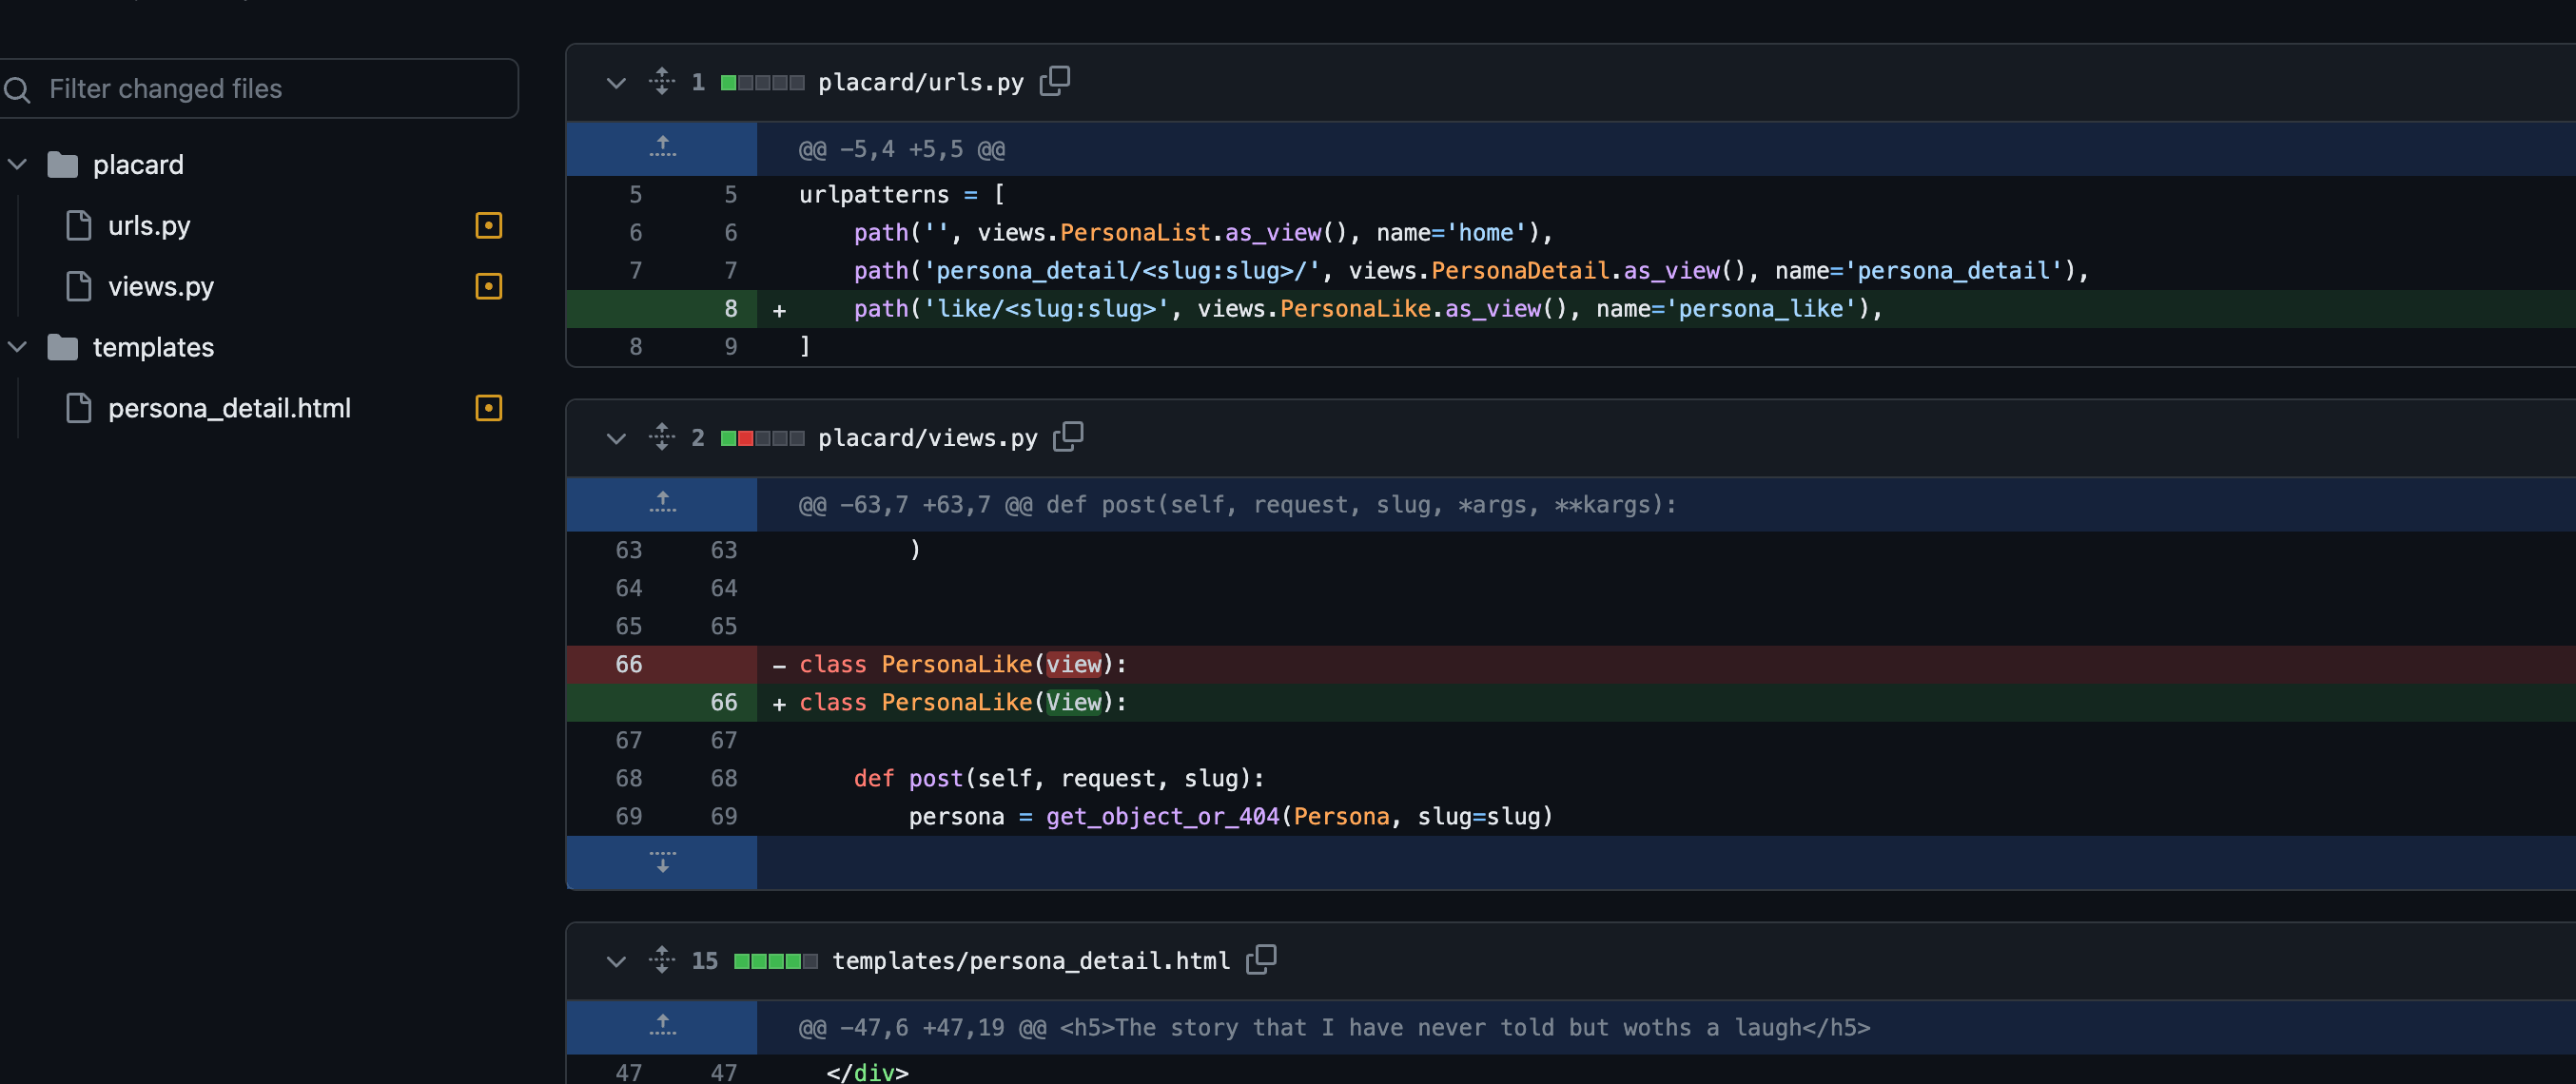 Filter changed files
placard
urls.py
views.py
templates
persona_detail.html
1 placard/urls.py
@@ -5,4 +5,5 @@
5 5 urlpatterns = [
6 6 path('', views.PersonaList.as_view(), name='home'),
7 7 path('persona_detail/<slug:slug>/', views.PersonaDetail.as_view(), name='persona_detail'),
8 + path('like/<slug:slug>', views.PersonaLike.as_view(), name='persona_like'),
8 9 ]
2 placard/views.py
@@ -63,7 +63,7 @@ def post(self, request, slug, *args, **kargs):
63 63 )
64 64
65 65
66 - class PersonaLike(view):
66 + class PersonaLike(View):
67 67
68 68 def post(self, request, slug):
69 69 persona = get_object_or_404(Persona, slug=slug)
15 templates/persona_detail.html
@@ -47,6 +47,19 @@ <h5>The story that I have never told but woths a laugh</h5>
47 47 </div>